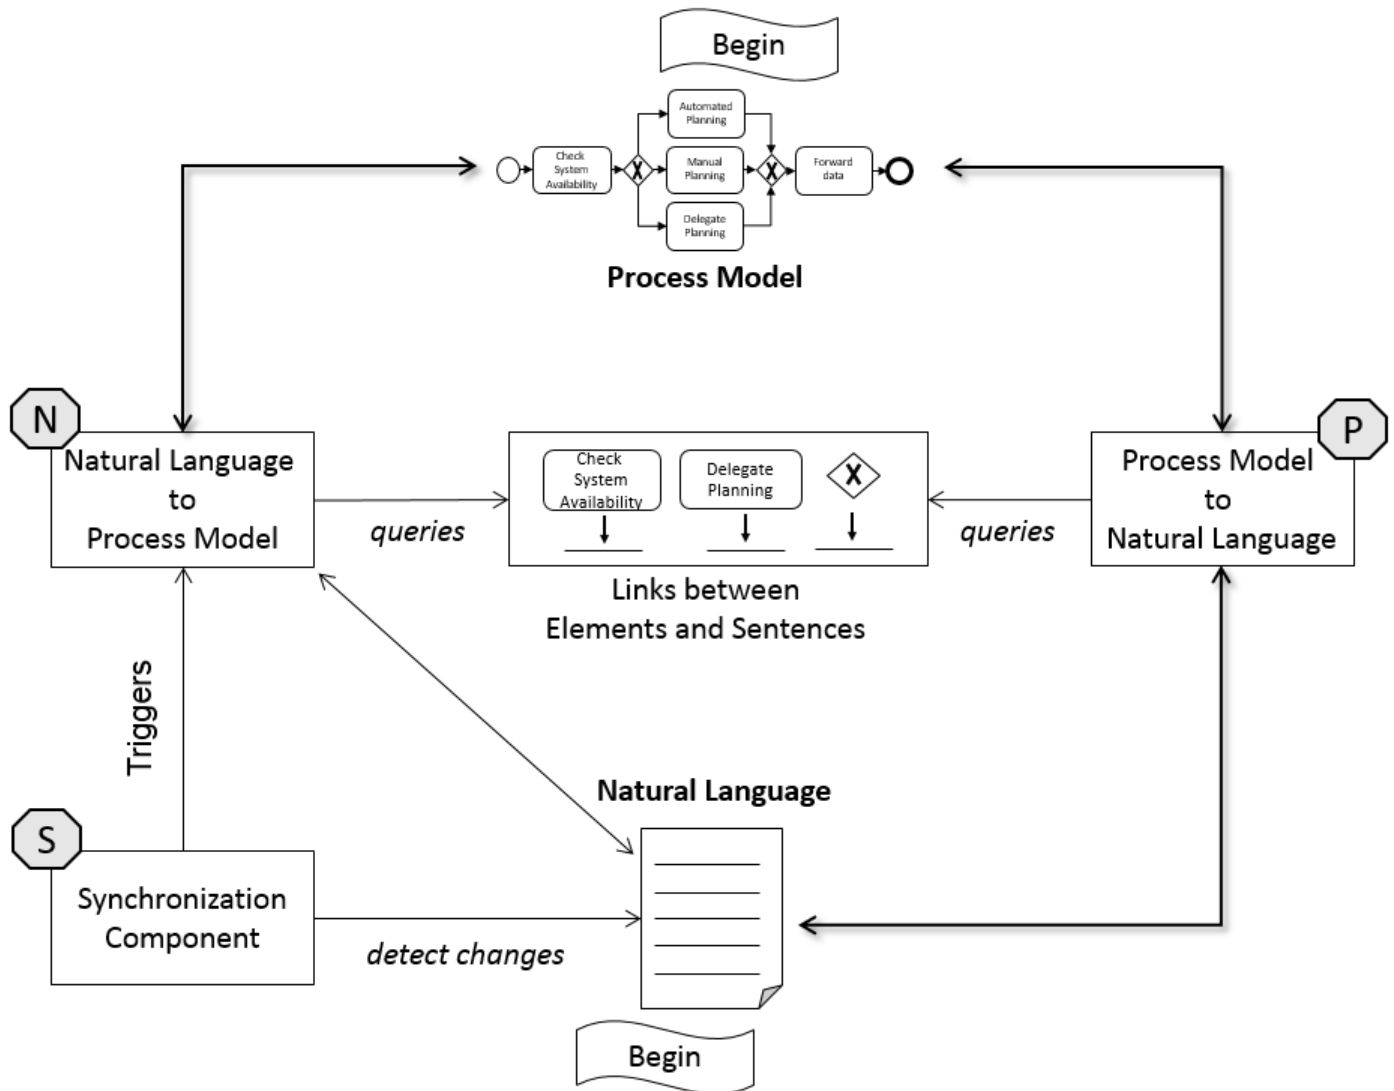 Begin
Automated
Planning
Check
System
Availability
X
Manual
Planning
X
Forward
data
Delegate
Planning
Process Model
N
Natural Language
to
Process Model
queries
Check
System
Availability
Delegate
Planning
X
queries
P
Process Model
to
Natural Language
Links between
Elements and Sentences
Triggers
Natural Language
S
Synchronization
Component
detect changes
Begin